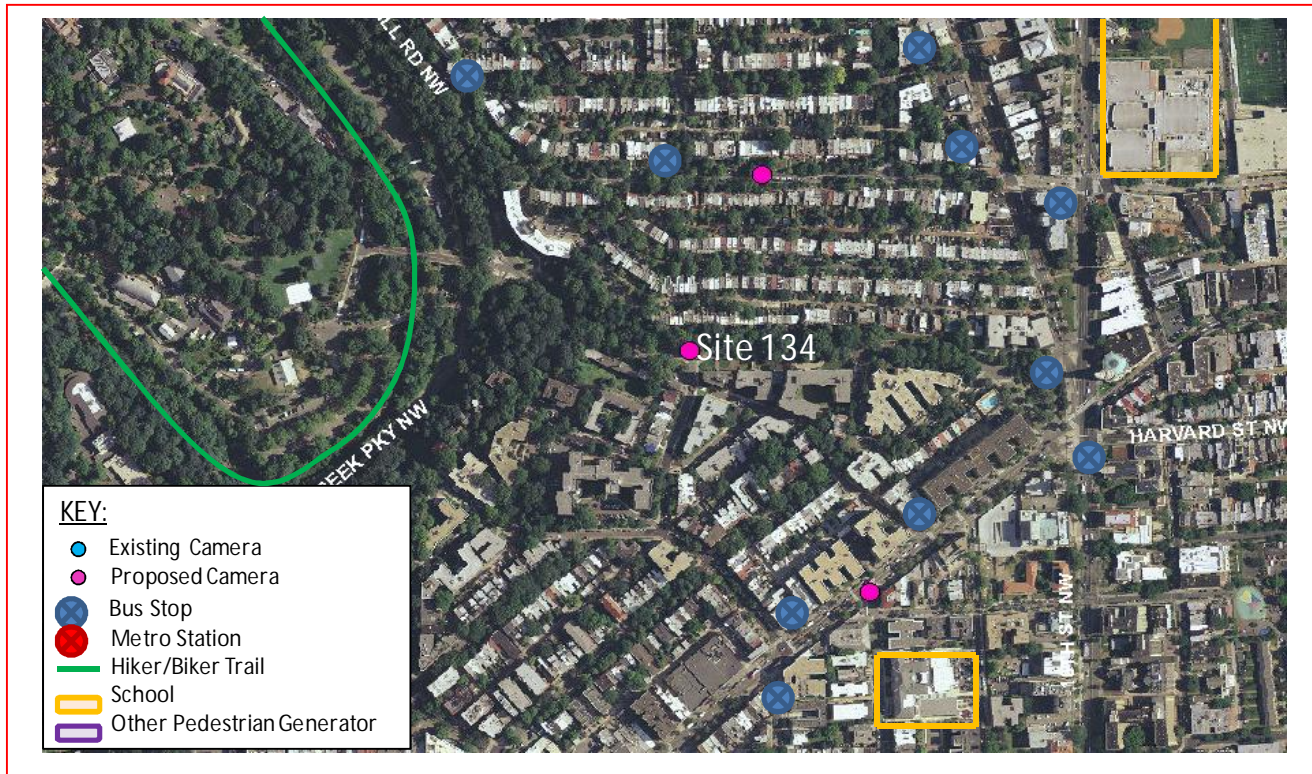 ILL RD NW
Site 134
HARVARD ST NW
EEK PKY NW
TH ST NW
KEY:
Existing Camera
Proposed Camera
Bus Stop
Metro Station
Hiker/Biker Trail
School
Other Pedestrian Generator